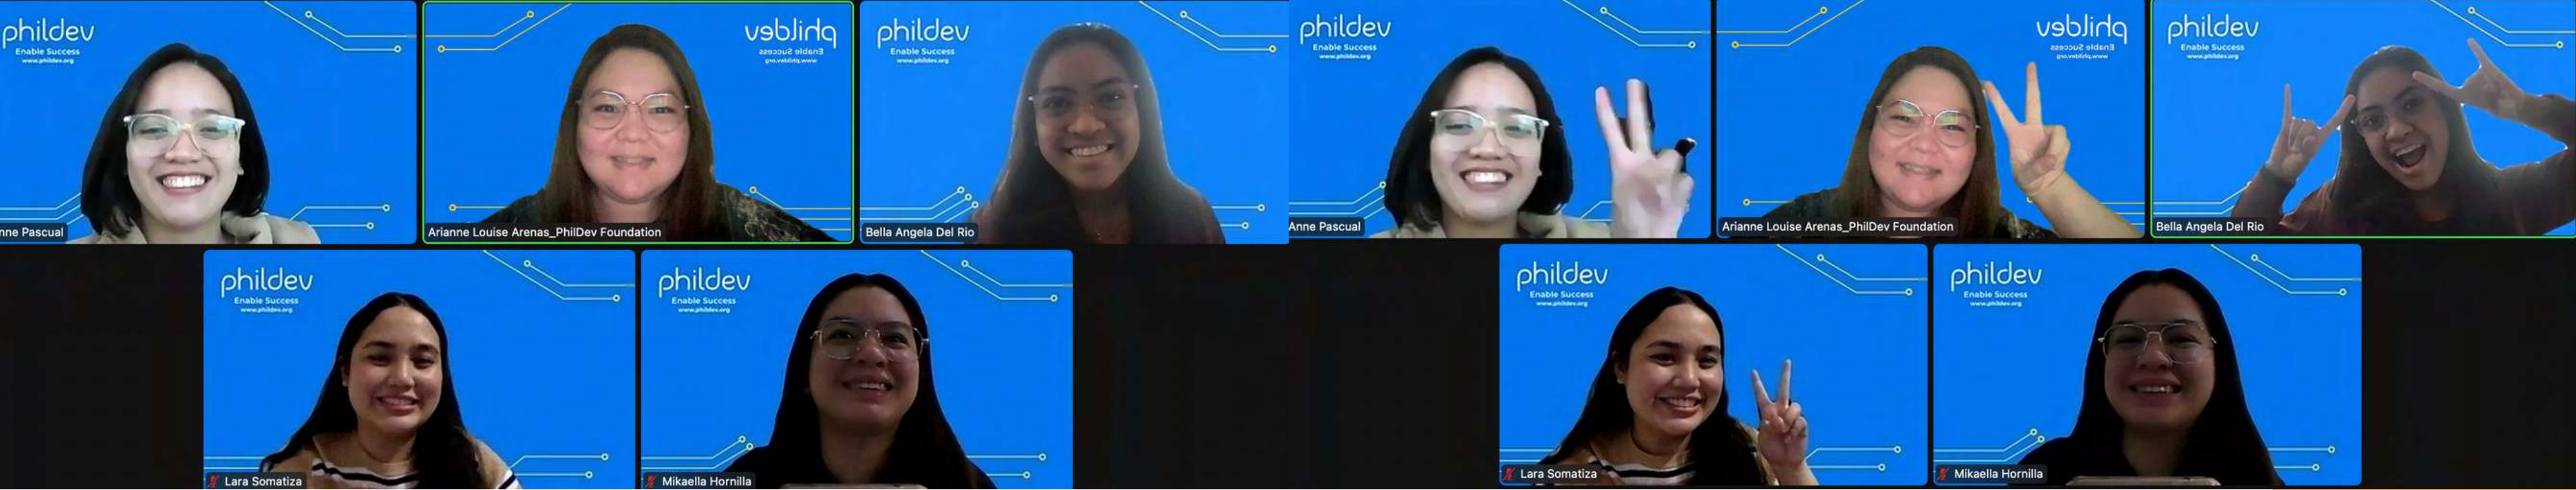 phildev
Enable Success
www.phildev.org
nne Pascual
phildev
Enable Success
www.phildev.org
Arianne Louise Arenas_PhilDev Foundation
phildev
Enable Success
www.phildev.org
Bella Angela Del Rio
phildev
Enable Success
www.phildev.org
Anne Pascual
phildev
Enable Success
www.phildev.org
Arianne Louise Arenas_PhilDev Foundation
phildev
Enable Success
www.phildev.org
Bella Angela Del Rio
phildev
Enable Success
www.phildev.org
Lara Somatiza
phildev
Enable Success
www.phildev.org
Mikaella Hornilla
phildev
Enable Success
www.phildev.org
Lara Somatiza
phildev
Enable Success
www.phildev.org
Mikaella Hornilla